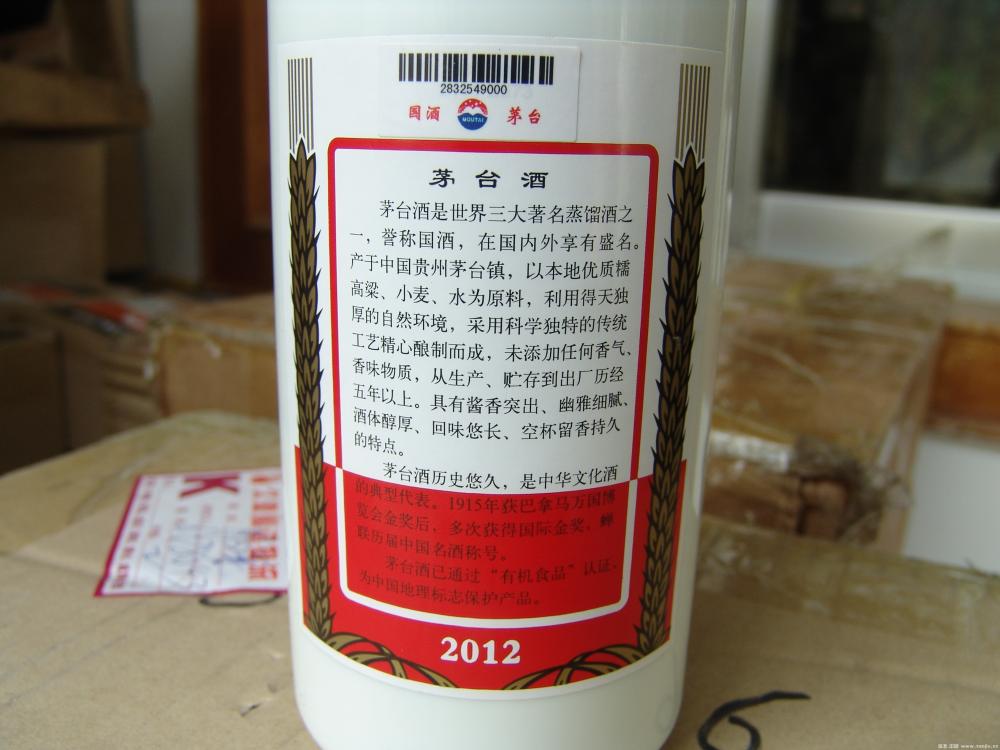 2832549000
国酒 MOUTAI 茅台
茅台酒
茅台酒是世界三大著名蒸馏酒之
一，誉称国酒，在国内外享有盛名。
产于中国贵州茅台镇，以本地优质糯
高粱、小麦、水为原料，利用得天独
厚的自然环境，采用科学独特的传统
工艺精心酿制而成，未添加任何香气、
香味物质，从生产、贮存到出厂历经
五年以上。具有酱香突出、幽雅细腻、
酒体醇厚、回味悠长、空杯留香持久
的特点。
茅台酒历史悠久，是中华文化酒
的典型代表。1915年获巴拿马万国博
览会金奖后，多次获得国际金奖，蝉
联历届中国名酒称号。
茅台酒已通过“有机食品”认证，
为中国地理标志保护产品。
2012
K
6